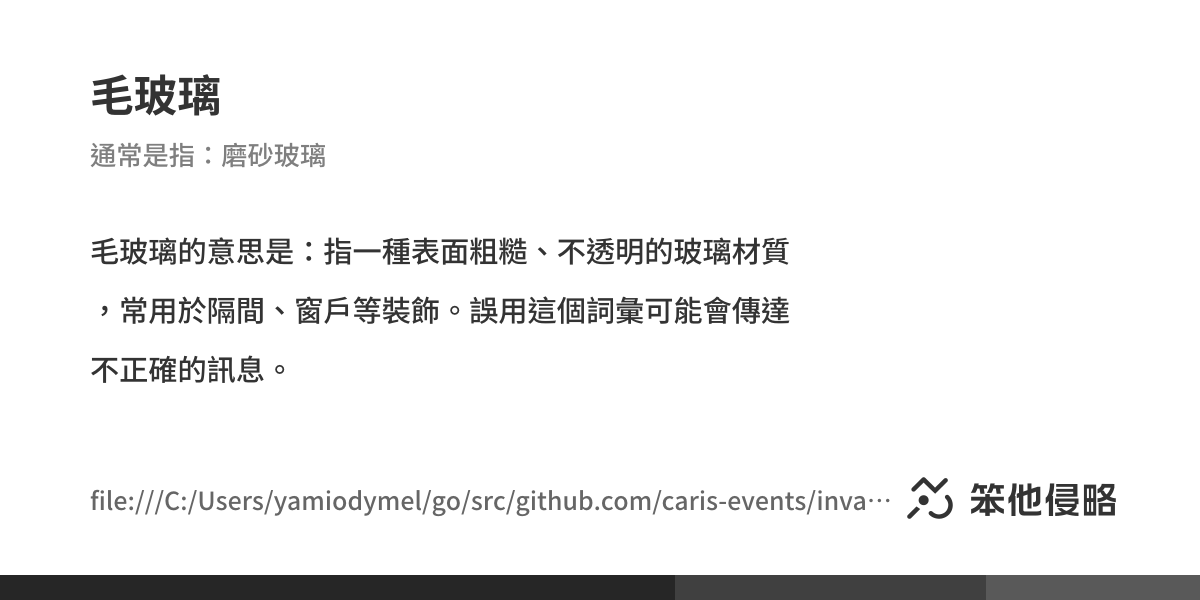 毛玻璃
通常是指：磨砂玻璃
毛玻璃的意思是：指一種表面粗糙、不透明的玻璃材質
，常用於隔間、窗戶等裝飾。誤用這個詞彙可能會傳達
不正確的訊息。
file:///C:/Users/yamiodymel/go/src/github.com/caris-events/inva…
笨他侵略